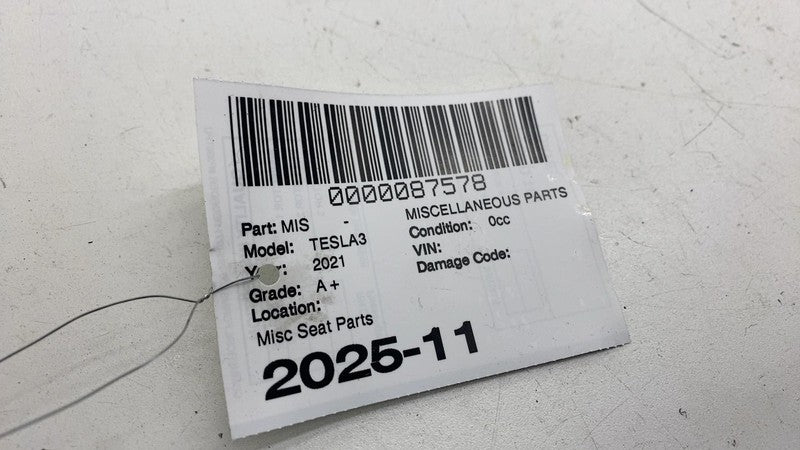 0000087578
Part: MIS - MISCELLANEOUS PARTS
Model: TESLA3 Condition: 0cc
Year: 2021 VIN:
Grade: A+ Damage Code:
Location:
Misc Seat Parts
2025-11